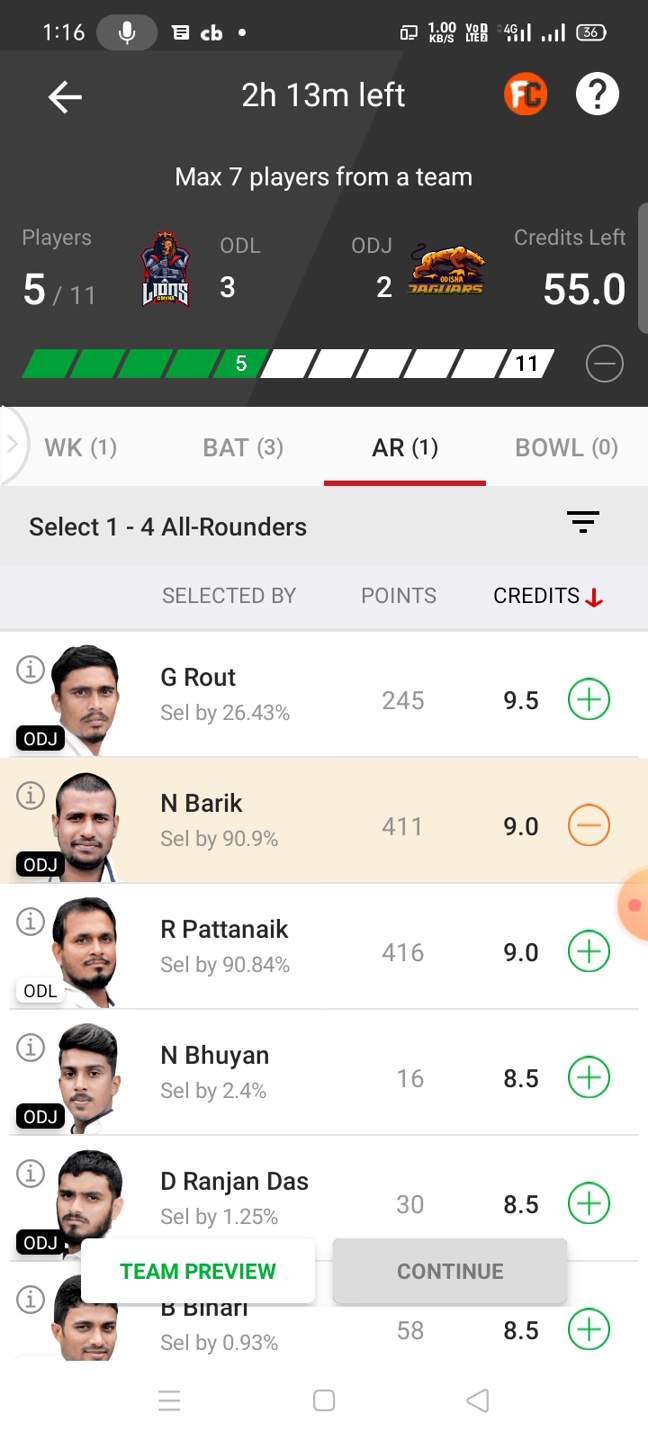 1:16 cb 1.00 KB/S VoD LTE 2 4G 36
2h 13m left FC ?
Max 7 players from a team
Players ODL ODJ Credits Left
5 / 11 LIONS ODISHA 3 2 ODISHA JAGUARS 55.0
5 11
WK (1) BAT (3) AR (1) BOWL (0)
Select 1 - 4 All-Rounders
SELECTED BY POINTS CREDITS
G Rout
Sel by 26.43% 245 9.5
ODJ
N Barik
Sel by 90.9% 411 9.0
ODJ
R Pattanaik
Sel by 90.84% 416 9.0
ODL
N Bhuyan
Sel by 2.4% 16 8.5
ODJ
D Ranjan Das
Sel by 1.25% 30 8.5
ODJ
TEAM PREVIEW CONTINUE
B Bihari
Sel by 0.93% 58 8.5